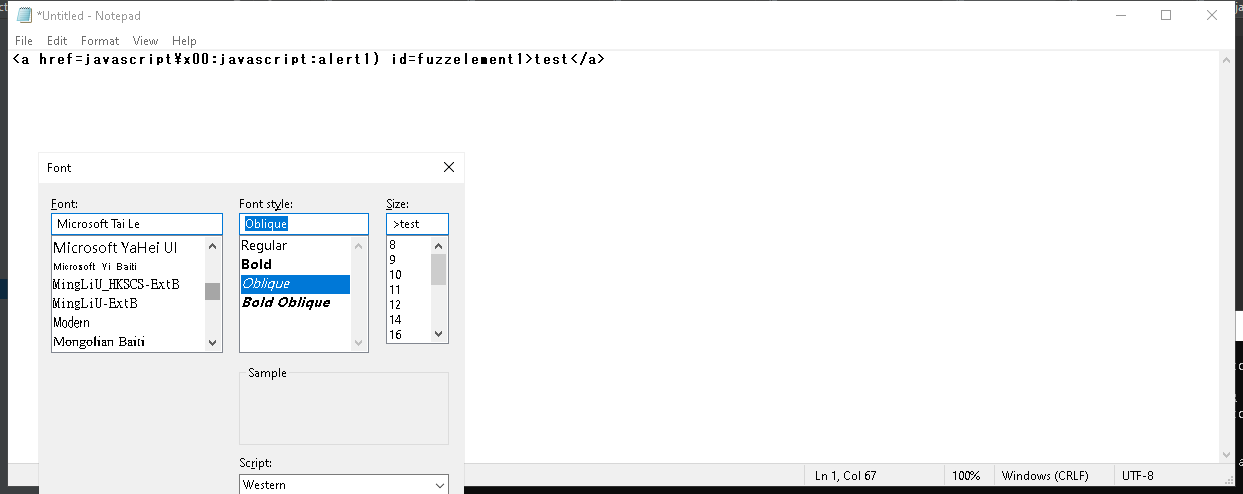 *Untitled - Notepad
File Edit Format View Help
<a href=javascript¥x00:javascript:alert1) id=fuzzelement1>test</a>
Font
Font: Font style: Size:
Microsoft Tai Le Oblique >test
Microsoft YaHei UI Regular 8
Microsoft Yi Baiti Bold 9
MingLiU_HKSCS-ExtB Oblique 10
MingLiU-ExtB Bold Oblique 11
Modern 12
Mongolian Baiti 14
16
Sample
Script:
Western
Ln 1, Col 67 100% Windows (CRLF) UTF-8